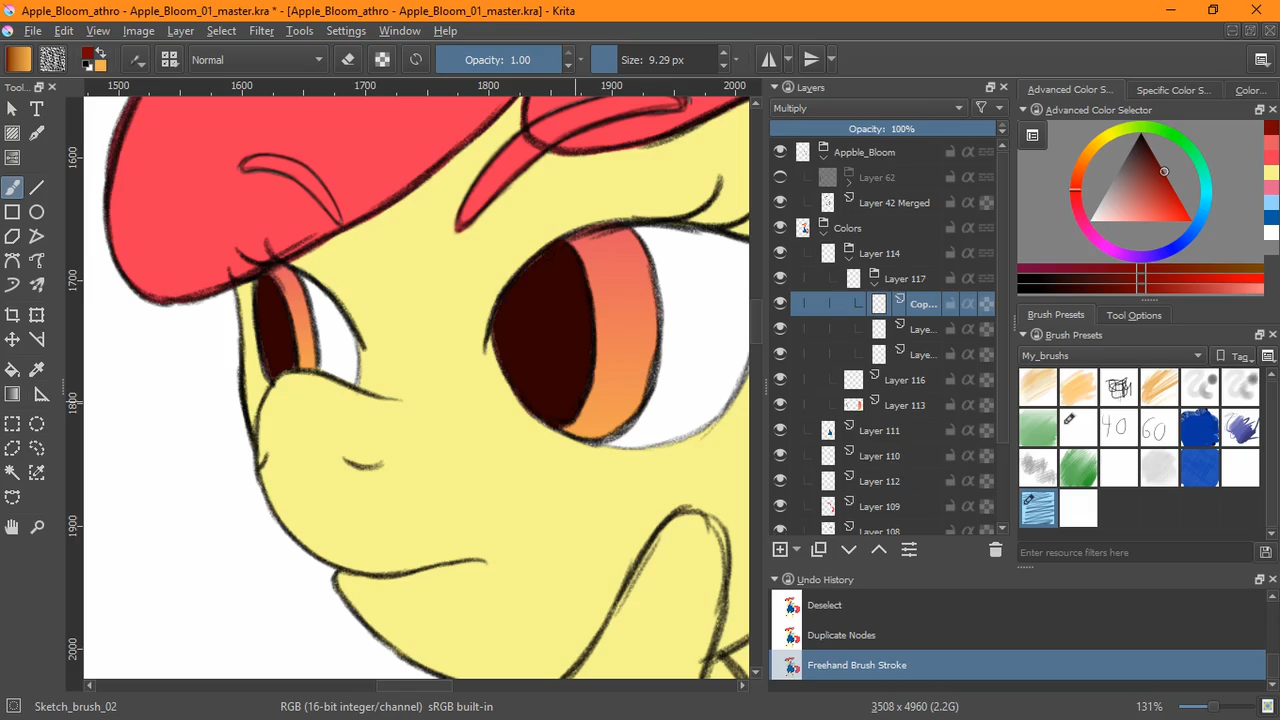 Apple_Bloom_athro - Apple_Bloom_01_master.kra * - [Apple_Bloom_athro - Apple_Bloom_01_master.kra] - Krita
File Edit View Image Layer Select Filter Tools Settings Window Help
Normal Opacity: 1.00 Size: 9.29 px
Tool...
1500 1600 1700 1800 1900 2000
1600
1700
1800
1900
2000
Layers
Multiply
Opacity: 100%
Appble_Bloom
Layer 62
Layer 42 Merged
Colors
Layer 114
Layer 117
Cop...
Laye...
Laye...
Layer 116
Layer 113
Layer 111
Layer 110
Layer 112
Layer 109
Layer 108
Undo History
Deselect
Duplicate Nodes
Freehand Brush Stroke
Advanced Color S... Specific Color S... Color...
Advanced Color Selector
Brush Presets Tool Options
Brush Presets
My_brushes Tag
40 60
Enter resource filters here
Sketch_brush_02 RGB (16-bit integer/channel) sRGB built-in 3508 x 4960 (2.2G) 131%